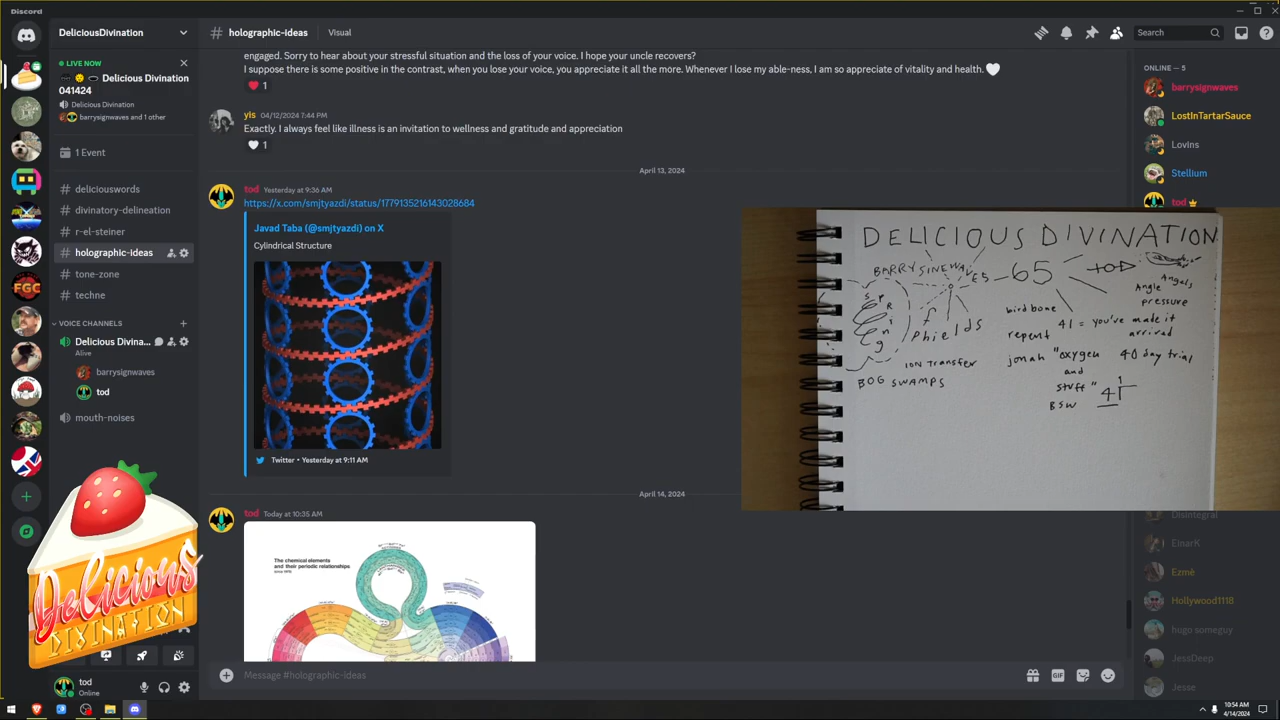 Discord
DeliciousDivination
holographic-ideas
Visual
Search
LIVE NOW
Delicious Divination
041424
Delicious Divination
barrysignwaves and 1 other
1 Event
deliciouswords
divinatory-delineation
r-el-steiner
holographic-ideas
tone-zone
techne
VOICE CHANNELS
Delicious Divina...
Alive
barrysignwaves
tod
mouth-noises
Delicious
DIVINATION
tod
Online
engaged. Sorry to hear about your stressful situation and the loss of your voice. I hope your uncle recovers?
I suppose there is some positive in the contrast, when you lose your voice, you appreciate it all the more. Whenever I lose my able-ness, I am so appreciate of vitality and health.
1
yis 04/12/2024 7:44 PM
Exactly. I always feel like illness is an invitation to wellness and gratitude and appreciation
1
April 13, 2024
tod Yesterday at 9:36 AM
https://x.com/smjtyazdi/status/1779135216143028684
Javad Taba (@smjtyazdi) on X
Cylindrical Structure
Twitter • Yesterday at 9:11 AM
April 14, 2024
tod Today at 10:35 AM
The chemical elements
and their periodic relationships
Message #holographic-ideas
GIF
ONLINE — 5
barrysignwaves
LostInTartarSauce
Lovins
Stellium
tod
DELICIOUS DIVINATION
BARRYSINEWAVES
65
tod
Angels
Angle
pressure
spring
Phields
bird bone
repent 41 = you've made it
arrived
ION TRANSFER
jonah "oxygen 40 day trial
and
stuff" 41
BOG SWAMPS
BSW
Disintegral
EinarK
Ezmè
Hollywood1118
hugo someguy
JessDeep
Jesse
10:54 AM
4/14/2024